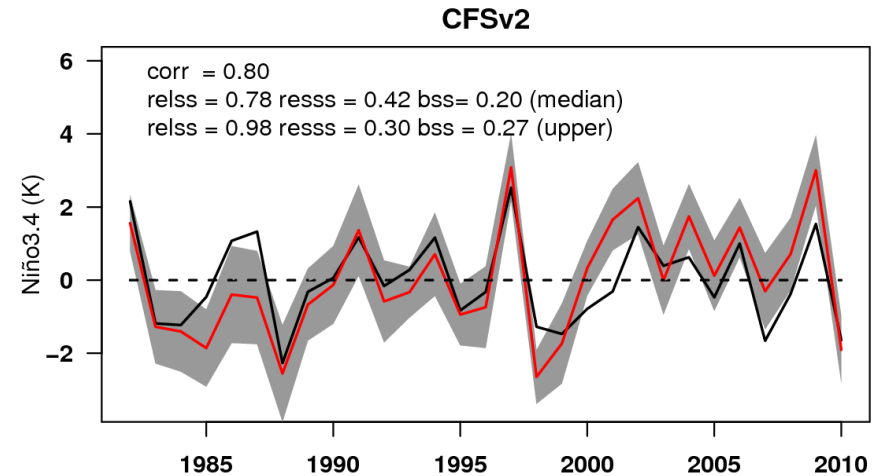 CFSv2
corr = 0.80
relss = 0.78 resss = 0.42 bss= 0.20 (median)
relss = 0.98 resss = 0.30 bss = 0.27 (upper)
Niño3.4 (K)
6
4
2
0
−2
1985 1990 1995 2000 2005 2010